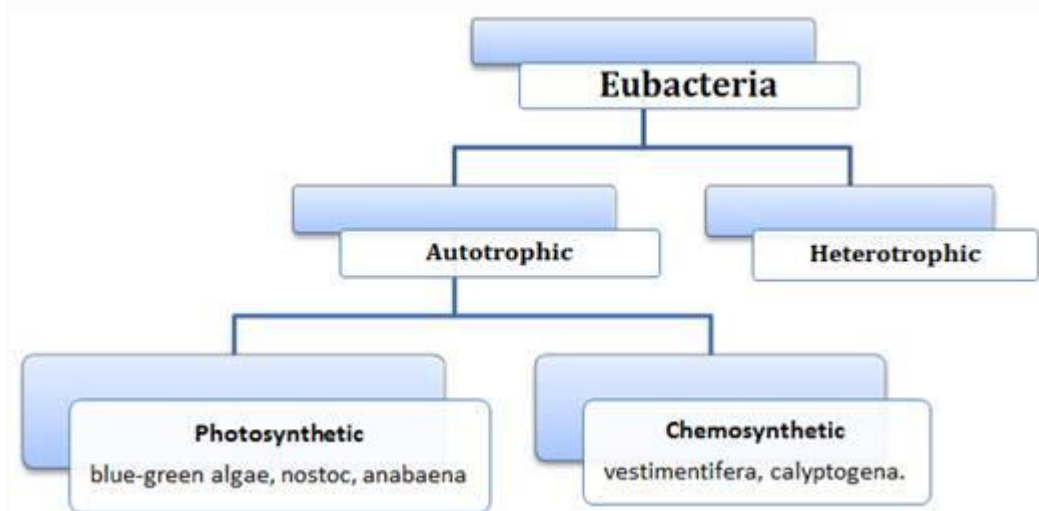 Eubacteria
Autotrophic
Heterotrophic
Photosynthetic
blue-green algae, nostoc, anabaena
Chemosynthetic
vestimentifera, calyptogena.